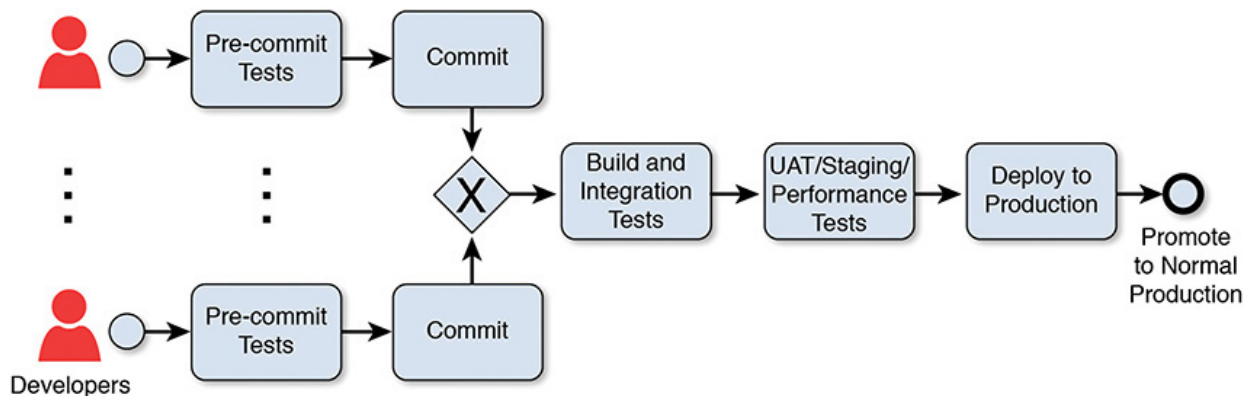 Pre-commit
Tests
Commit
X
Build and
Integration
Tests
UAT/Staging/
Performance
Tests
Deploy to
Production
Promote
to Normal
Production
Pre-commit
Tests
Commit
Developers